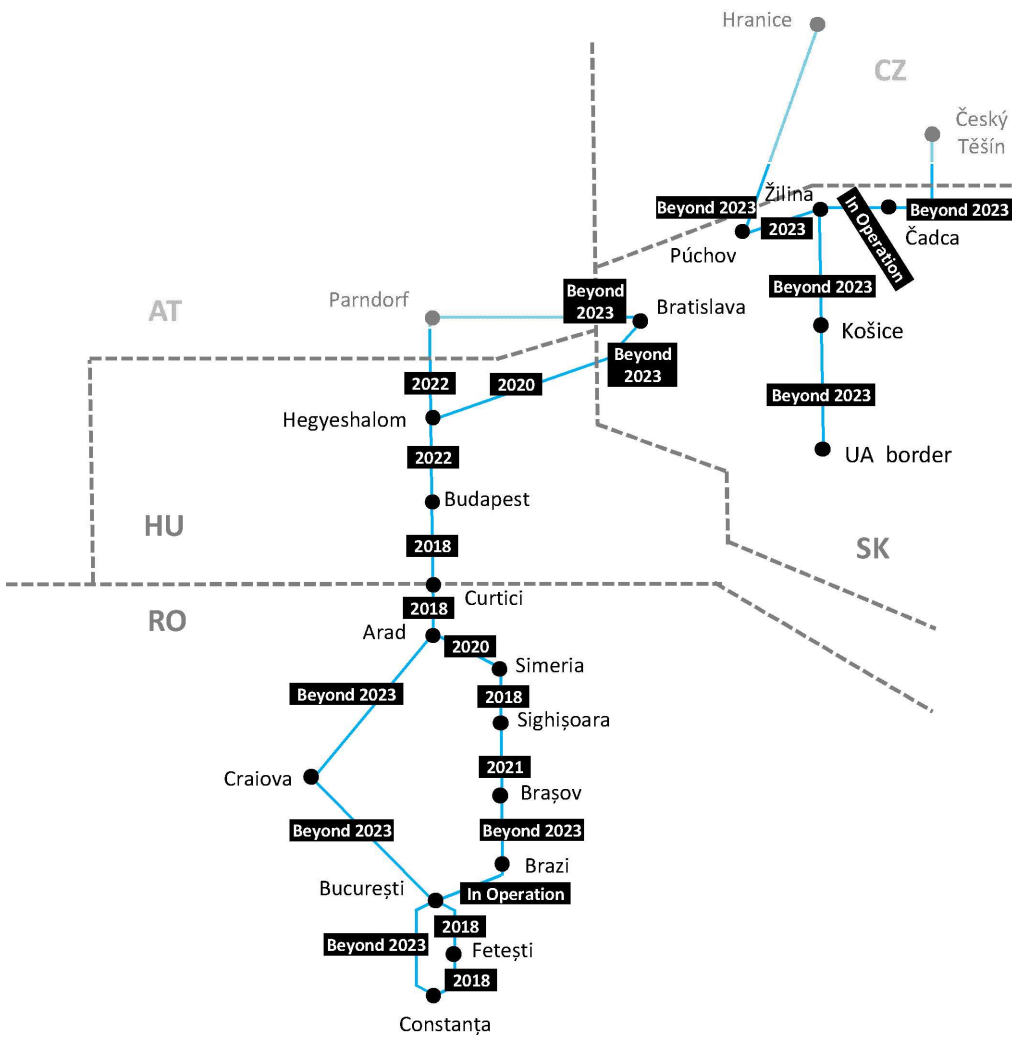 Hranice
CZ
Český
Těšín
Žilina
Beyond 2023
In Operation
Beyond 2023
2023
Čadca
Púchov
Beyond 2023
Beyond
2023
Bratislava
Parndorf
AT
Košice
Beyond
2023
2022
2020
Beyond 2023
Hegyeshalom
UA border
2022
Budapest
HU
2018
SK
Curtici
RO
2018
Arad
2020
Simeria
Beyond 2023
2018
Sighișoara
2021
Craiova
Brașov
Beyond 2023
Beyond 2023
Brazi
București
In Operation
2018
Beyond 2023
Fetești
2018
Constanța